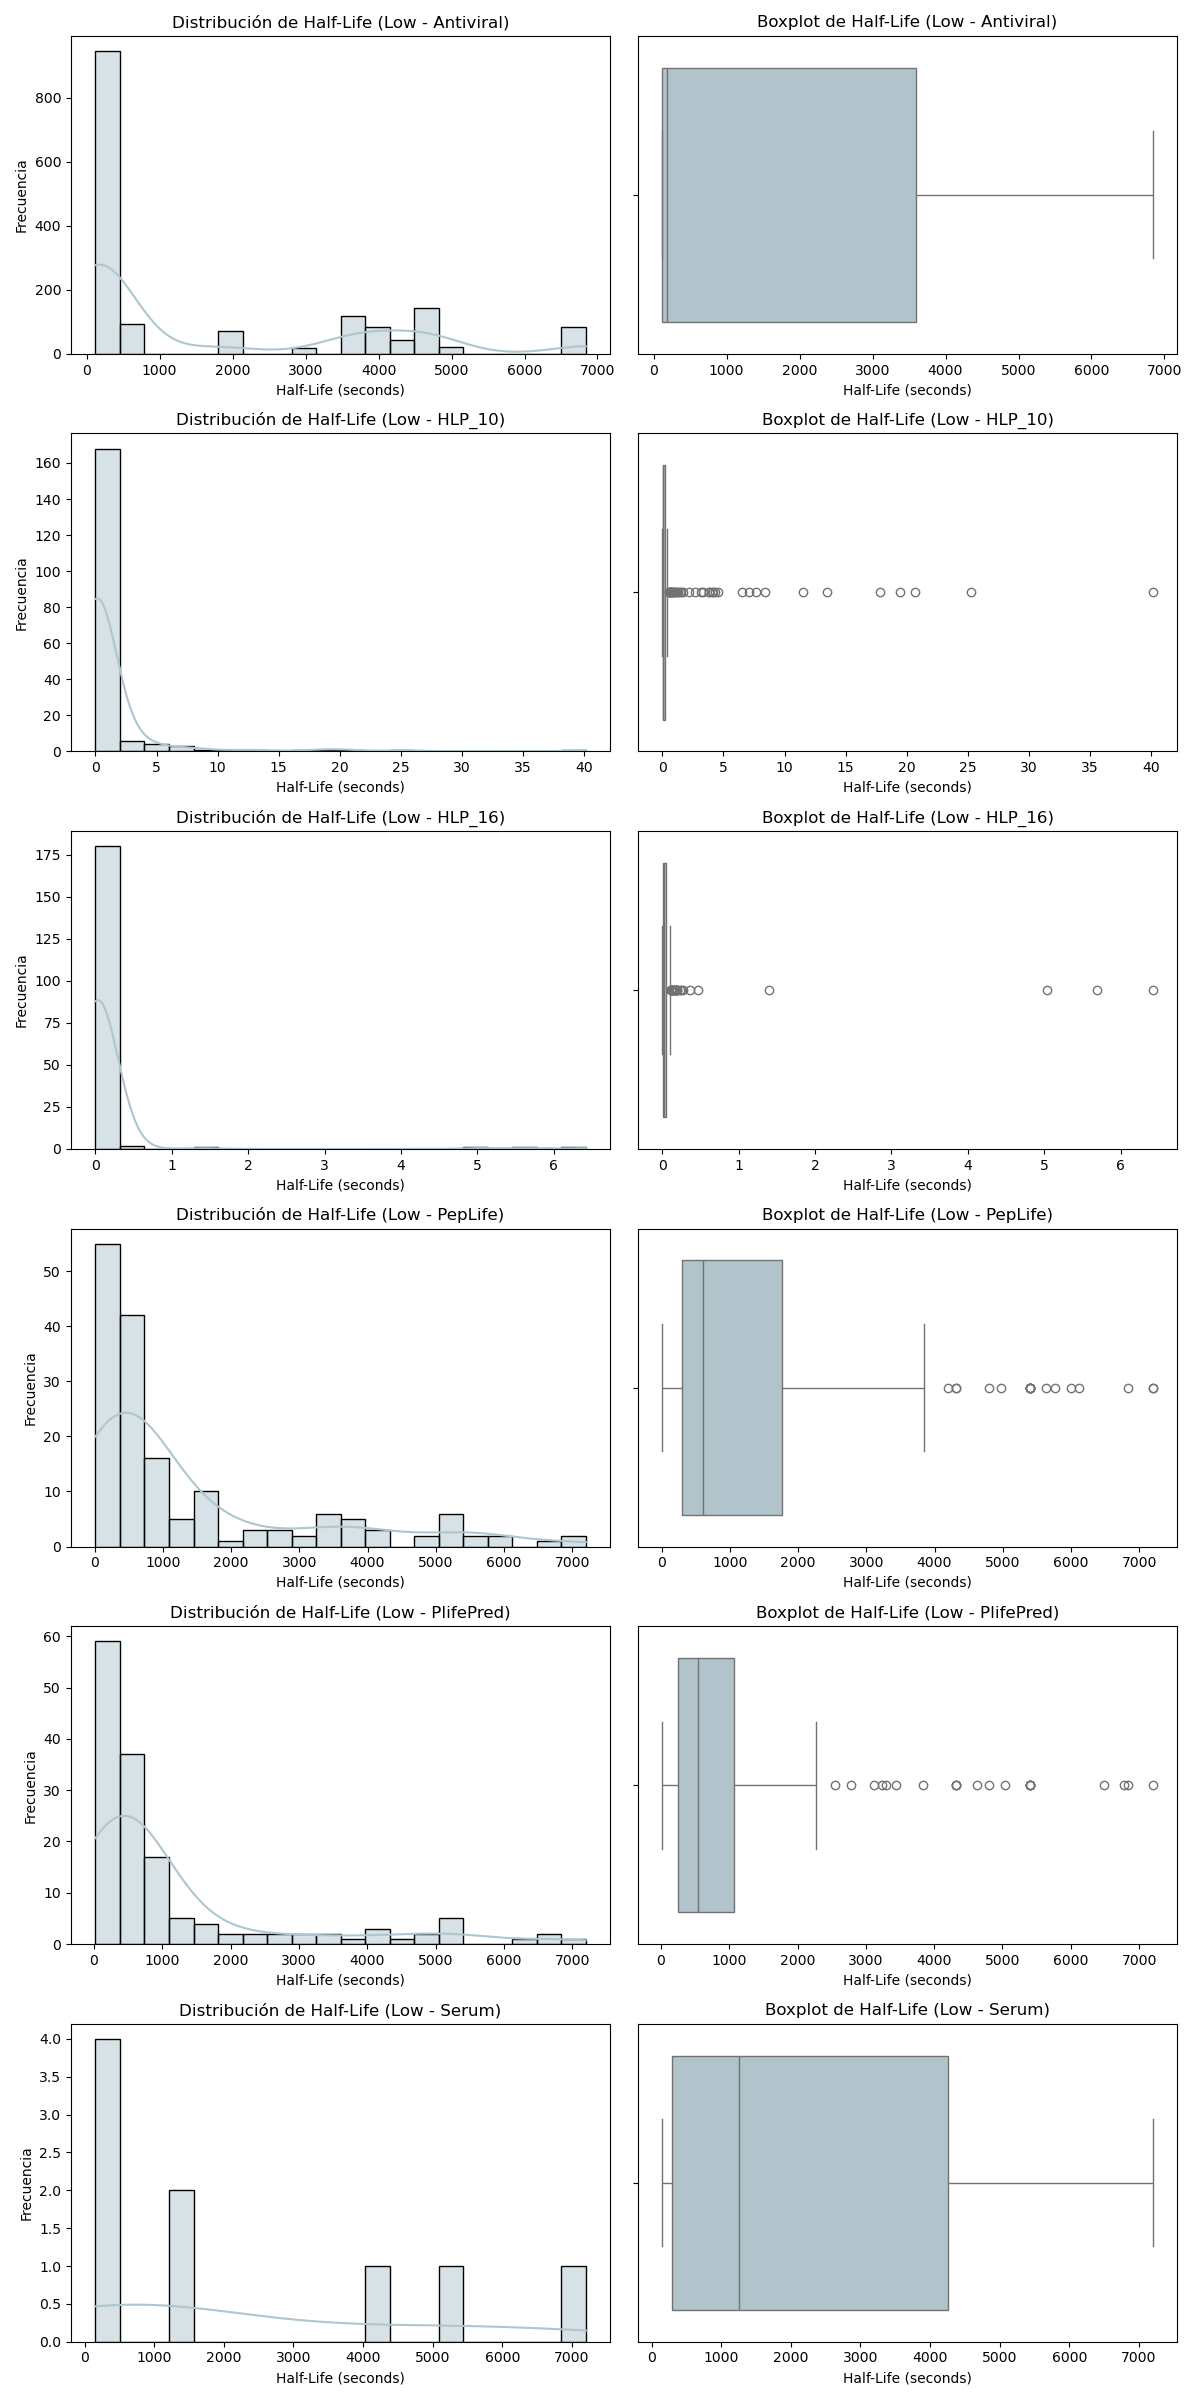 Distribución de Half-Life (Low - Antiviral)
Boxplot de Half-Life (Low - Antiviral)
Frecuencia
800
600
400
200
0
0 1000 2000 3000 4000 5000 6000 7000
0 1000 2000 3000 4000 5000 6000 7000
Half-Life (seconds)
Half-Life (seconds)
Distribución de Half-Life (Low - HLP_10)
Boxplot de Half-Life (Low - HLP_10)
Frecuencia
160
140
120
100
80
60
40
20
0
0 5 10 15 20 25 30 35 40
0 5 10 15 20 25 30 35 40
Half-Life (seconds)
Half-Life (seconds)
Distribución de Half-Life (Low - HLP_16)
Boxplot de Half-Life (Low - HLP_16)
Frecuencia
175
150
125
100
75
50
25
0
0 1 2 3 4 5 6
0 1 2 3 4 5 6
Half-Life (seconds)
Half-Life (seconds)
Distribución de Half-Life (Low - PepLife)
Boxplot de Half-Life (Low - PepLife)
Frecuencia
50
40
30
20
10
0
0 1000 2000 3000 4000 5000 6000 7000
0 1000 2000 3000 4000 5000 6000 7000
Half-Life (seconds)
Half-Life (seconds)
Distribución de Half-Life (Low - PlifePred)
Boxplot de Half-Life (Low - PlifePred)
Frecuencia
60
50
40
30
20
10
0
0 1000 2000 3000 4000 5000 6000 7000
0 1000 2000 3000 4000 5000 6000 7000
Half-Life (seconds)
Half-Life (seconds)
Distribución de Half-Life (Low - Serum)
Boxplot de Half-Life (Low - Serum)
Frecuencia
4.0
3.5
3.0
2.5
2.0
1.5
1.0
0.5
0.0
0 1000 2000 3000 4000 5000 6000 7000
0 1000 2000 3000 4000 5000 6000 7000
Half-Life (seconds)
Half-Life (seconds)